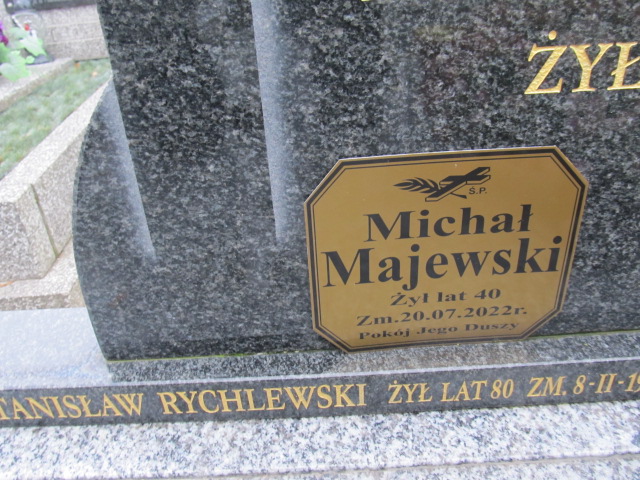 ŻYŁ
Ś.P.
Michał
Majewski
Żył lat 40
Zm.20.07.2022r.
Pokój Jego Duszy
TANISŁAW RYCHLEWSKI ŻYŁ LAT 80 ZM. 8-II-1